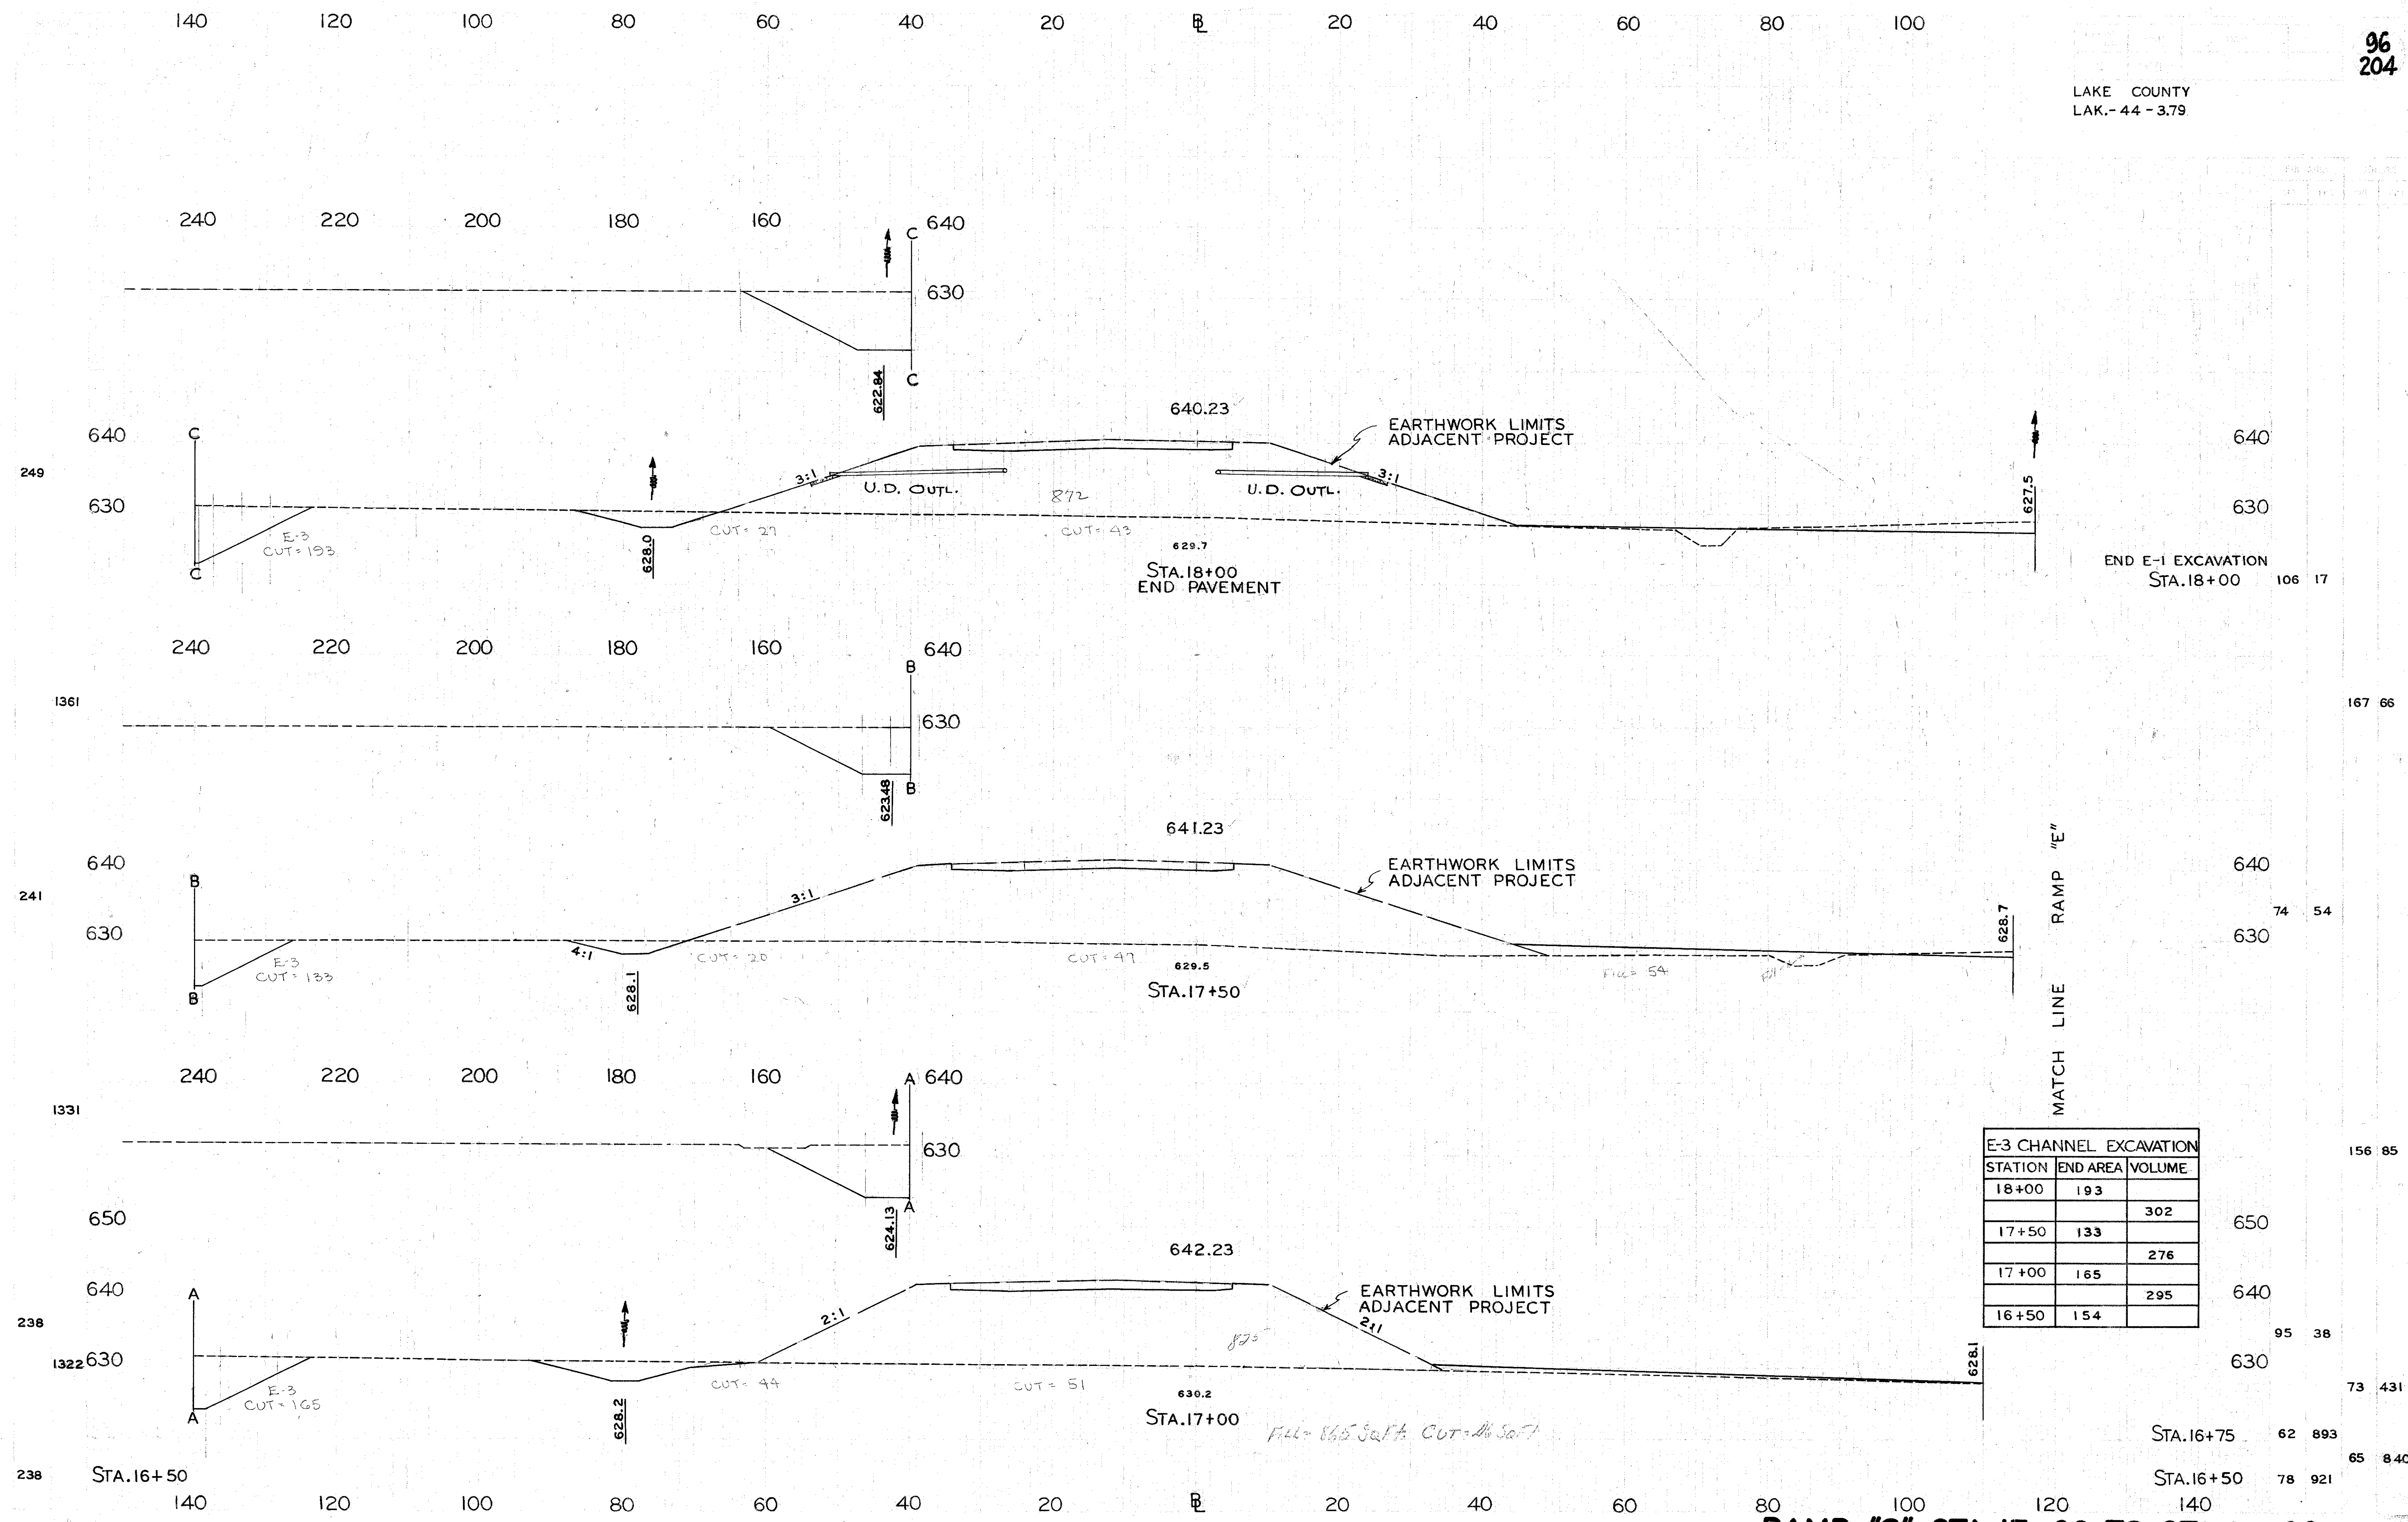 140 120 100 80 60 40 20 ℄ 20 40 60 80 100
96
204
LAKE COUNTY
LAK.-44-3.79
240 220 200 180 160 C 640
630
C
622.84
640.23
EARTHWORK LIMITS
ADJACENT PROJECT
640 C 640
249
3:1 3:1
U.D. OUTL. 872 U.D. OUTL.
630 627.5 630
E-3 CUT = 27 CUT = 43
CUT = 193
628.0 629.7
C
STA.18+00
END PAVEMENT
END E-1 EXCAVATION
STA.18+00 106 17
240 220 200 180 160 640
B
1361 630 167 66
623.48
B
641.23
EARTHWORK LIMITS
ADJACENT PROJECT
640 B 640
241 3:1 74 54
630 628.7 630
4:1
E-3 CUT = 20 CUT = 47
CUT = 133 629.5 FILL = 54
B 628.1
STA.17+50
MATCH LINE RAMP "E"
240 220 200 180 160 A 640
1331
630 156 85
624.13
A
E-3 CHANNEL EXCAVATION
STATION END AREA VOLUME
18+00 193
302
17+50 133
276
17+00 165
295
16+50 154
650 650
642.23
EARTHWORK LIMITS
ADJACENT PROJECT
640 A 640
238 2:1 2:1 95 38
825
1322 630 628.1 630
E-3 CUT = 44 CUT = 51
CUT = 165 73 431
A 628.2 630.2
STA.17+00
FILL = 865 SqFt CUT = SqFt
STA.16+75 62 893
65 840
238 STA.16+50 STA.16+50 78 921
140 120 100 80 60 40 20 ℄ 20 40 60 80 100 120 140